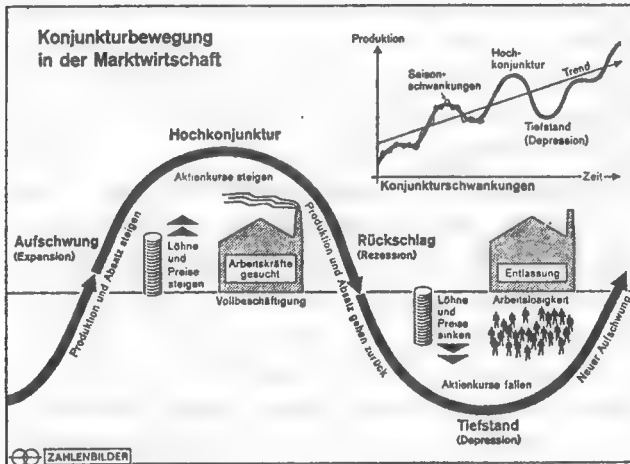 Konjunkturbewegung
in der Marktwirtschaft
Produktion
Hoch-
konjunktur
Saison-
schwankungen
Trend
Tiefstand
(Depression)
Zeit
Konjunkturschwankungen
Hochkonjunktur
Aktienkurse steigen
Aufschwung
(Expansion)
Produktion und Absatz steigen
Löhne
und
Preise
steigen
Arbeitskräfte
gesucht
Vollbeschäftigung
Produktion und Absatz gehen zurück
Rückschlag
(Rezession)
Entlassung
Löhne
und
Preise
sinken
Arbeitslosigkeit
Aktienkurse fallen
Neuer Aufschwung
Tiefstand
(Depression)
ZAHLENBILDER